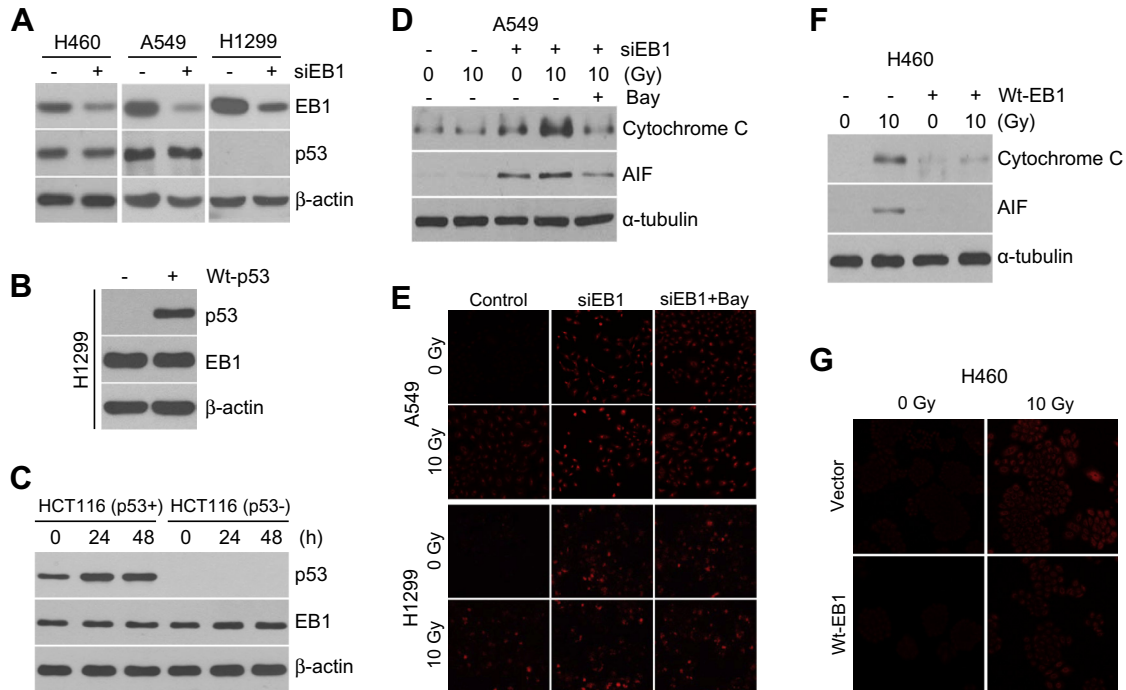 A
H460 A549 H1299
- + - + - + siEB1
EB1
p53
β-actin
B
- + Wt-p53
H1299
p53
EB1
β-actin
C
HCT116 (p53+) HCT116 (p53-)
0 24 48 0 24 48 (h)
p53
EB1
β-actin
D
A549
- - + + + siEB1
0 10 0 10 10 (Gy)
- - - - + Bay
Cytochrome C
AIF
α-tubulin
E
Control siEB1 siEB1+Bay
A549
0 Gy
10 Gy
H1299
0 Gy
10 Gy
F
H460
- - + + Wt-EB1
0 10 0 10 (Gy)
Cytochrome C
AIF
α-tubulin
G
H460
0 Gy 10 Gy
Vector
Wt-EB1